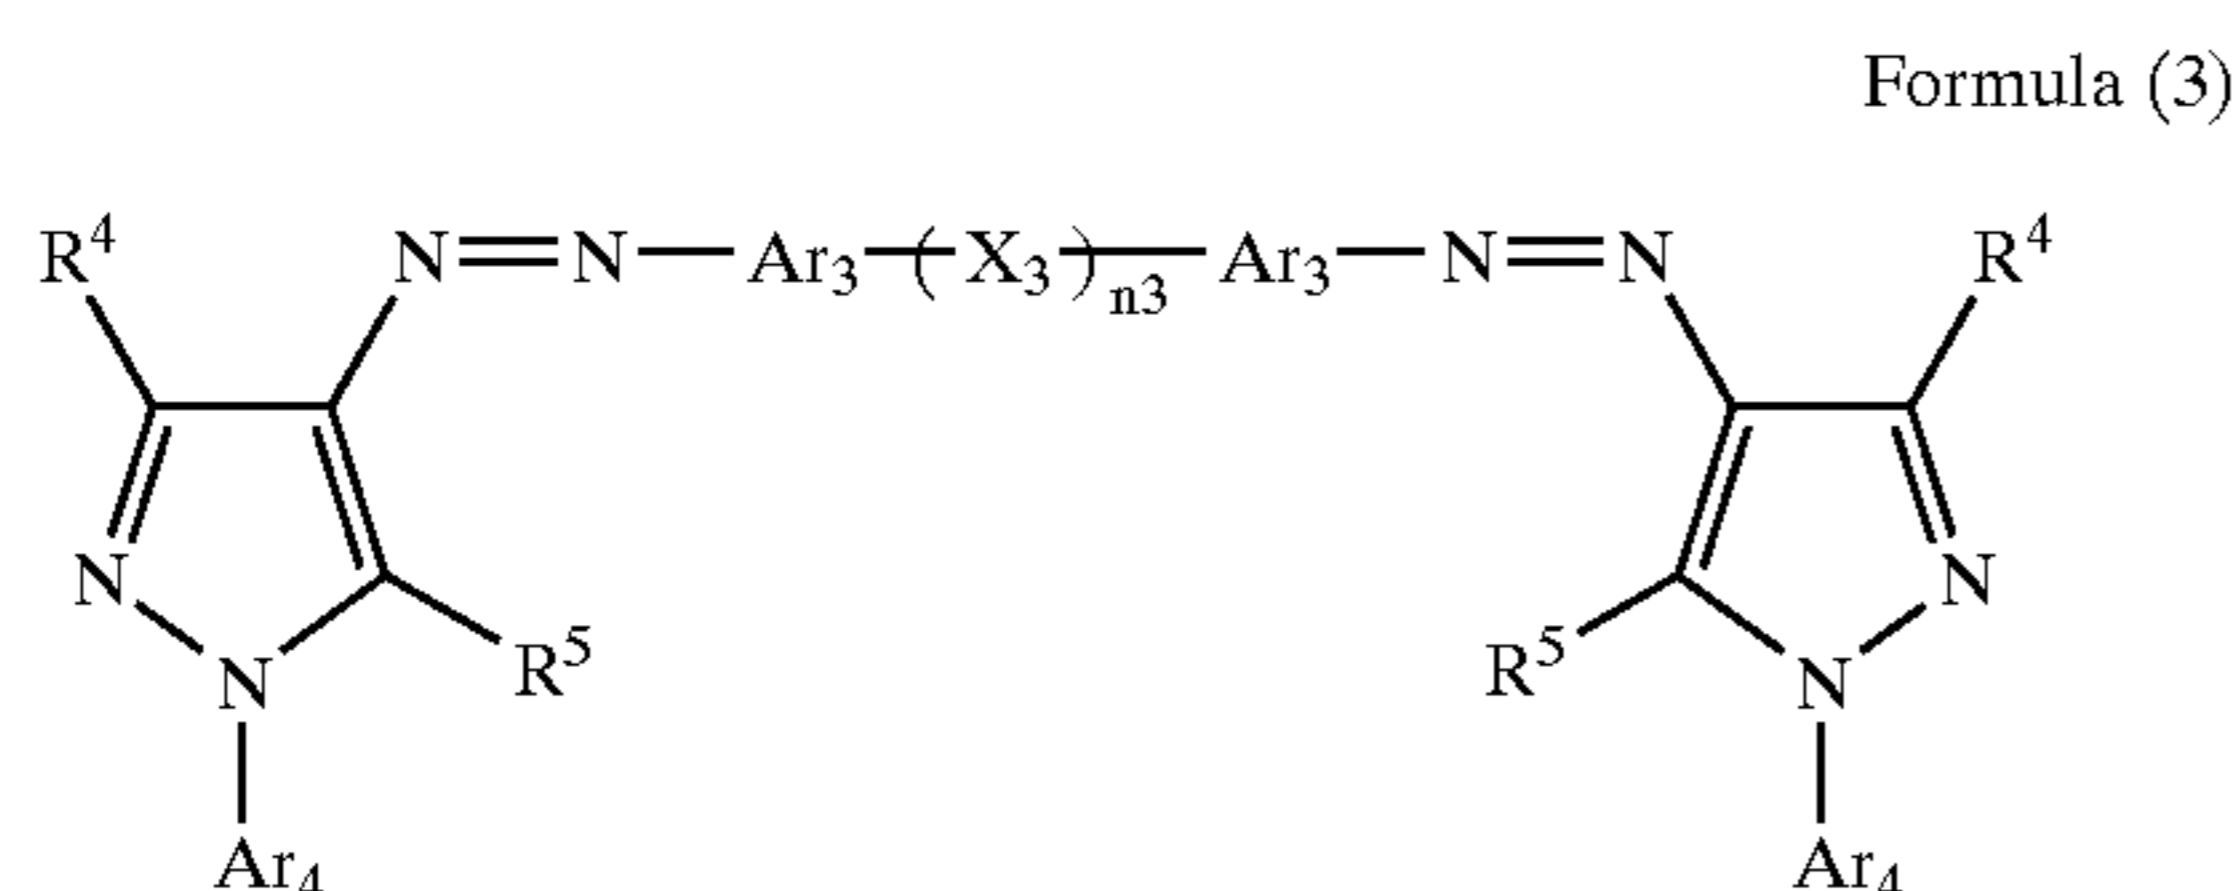 Formula (3)
R⁴ N=N—Ar₃—(X₃)ₙ₃—Ar₃—N=N R⁴
N N
R⁵ R⁵
N N
Ar₄ Ar₄